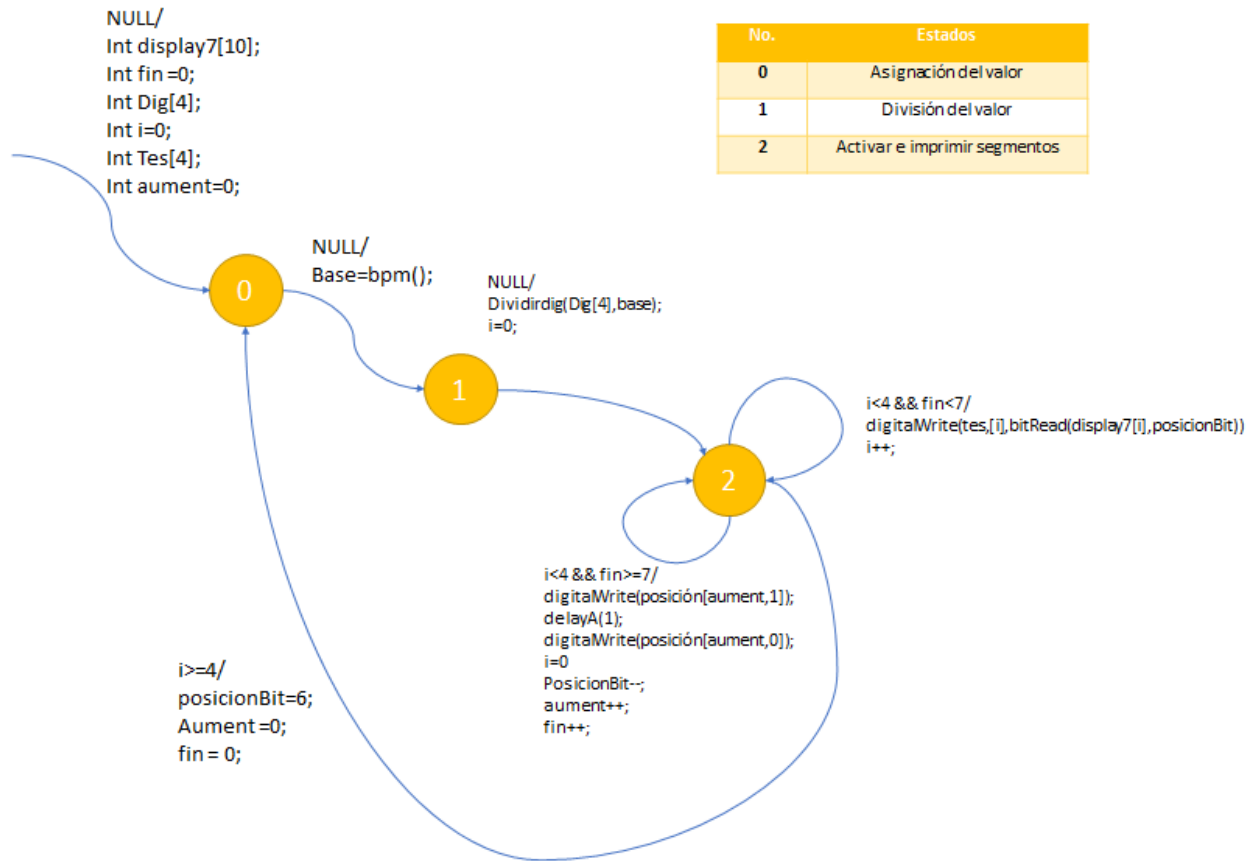 NULL/
Int display7[10];
Int fin =0;
Int Dig[4];
Int i=0;
Int Tes[4];
Int aument=0;
No. Estados
0 Asignación del valor
1 División del valor
2 Activar e imprimir segmentos
0
NULL/
Base=bpm();
NULL/
Dividirdig(Dig[4],base);
i=0;
1
i<4 && fin<7/
digitalWrite(tes,[i],bitRead(display7[i],posicionBit))
i++;
2
i<4 && fin>=7/
digitalWrite(posición[aument,1]);
delayA(1);
digitalWrite(posición[aument,0]);
i=0
PosicionBit--;
aument++;
fin++;
i>=4/
posicionBit=6;
Aument =0;
fin = 0;